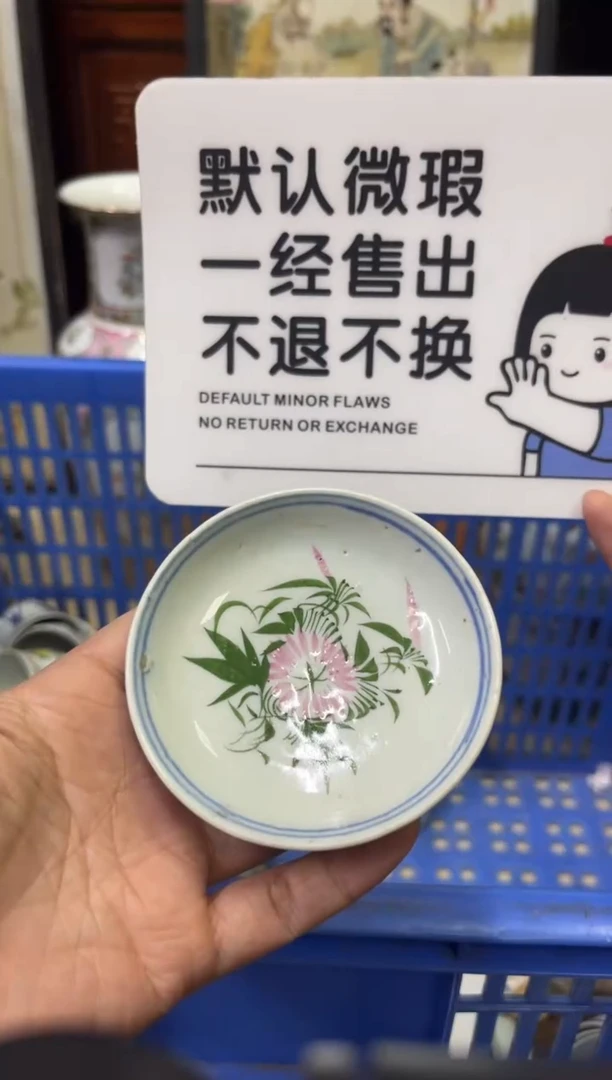 默认微瑕
一经售出
不退不换
DEFAULT MINOR FLAWS
NO RETURN OR EXCHANGE